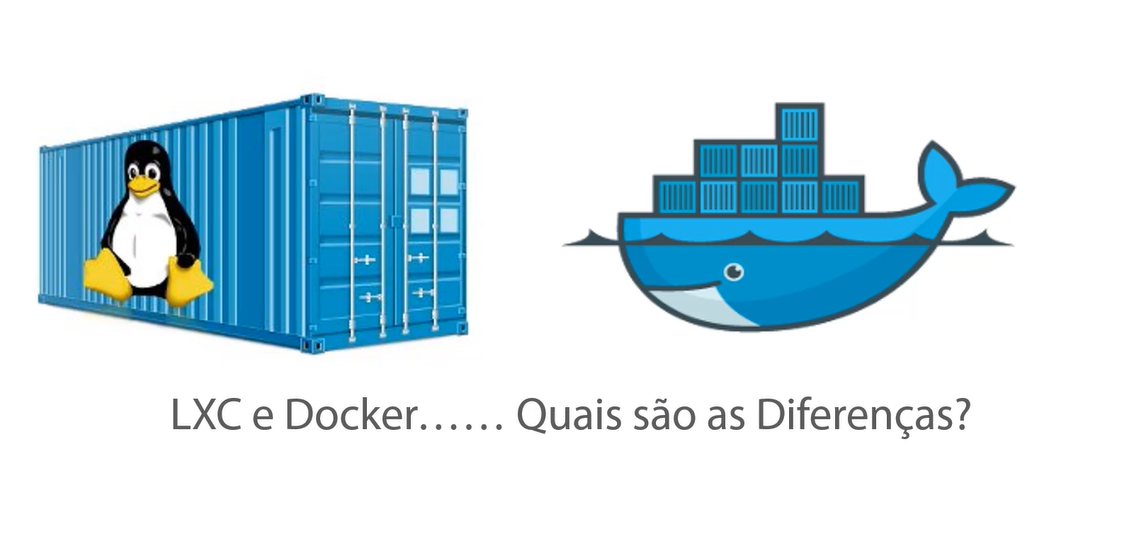 LXC e Docker...... Quais são as Diferenças?